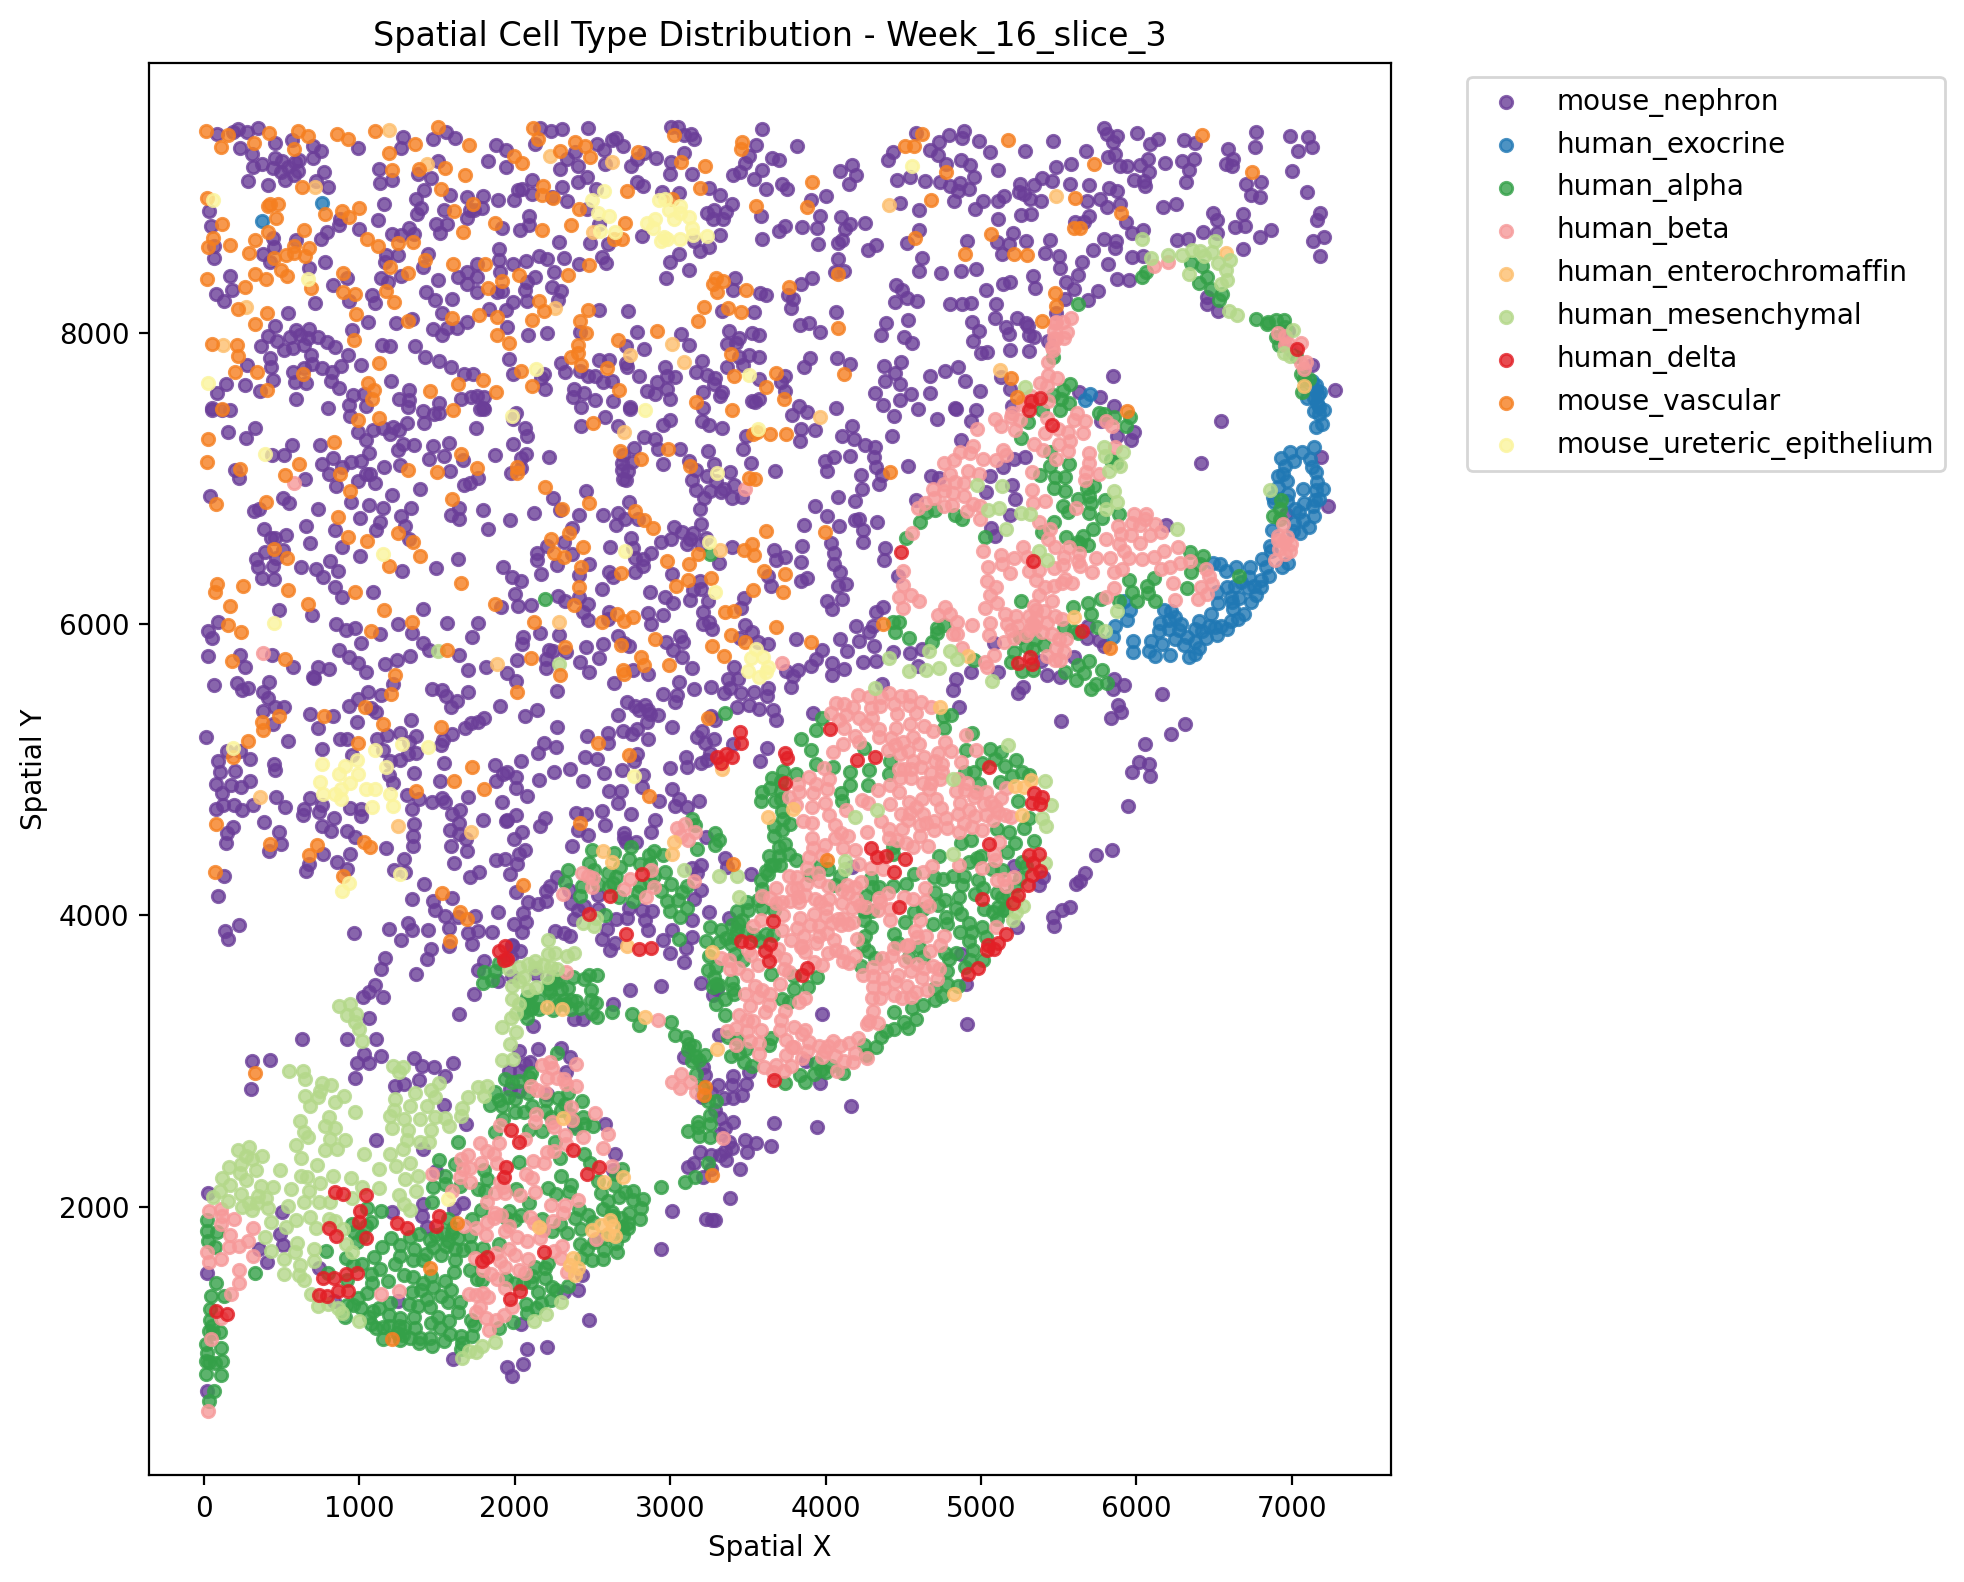 Spatial Cell Type Distribution - Week_16_slice_3
mouse_nephron
human_exocrine
human_alpha
human_beta
human_enterochromaffin
human_mesenchymal
human_delta
mouse_vascular
mouse_ureteric_epithelium
Spatial Y
8000
6000
4000
2000
0 1000 2000 3000 4000 5000 6000 7000
Spatial X